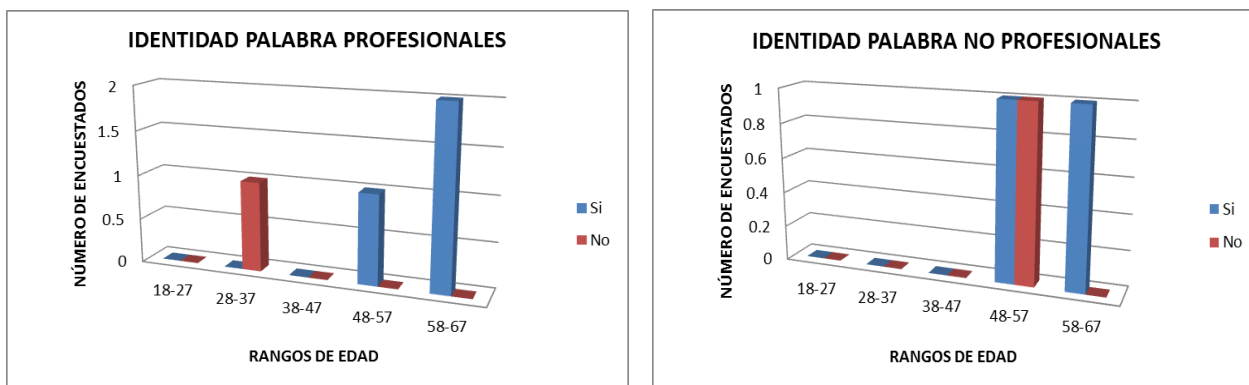 IDENTIDAD PALABRA PROFESIONALES
NÚMERO DE ENCUESTADOS
2
1.5
1
0.5
0
18-27
28-37
38-47
48-57
58-67
RANGOS DE EDAD
Si
No
IDENTIDAD PALABRA NO PROFESIONALES
NÚMERO DE ENCUESTADOS
1
0.8
0.6
0.4
0.2
0
18-27
28-37
38-47
48-57
58-67
RANGOS DE EDAD
Si
No